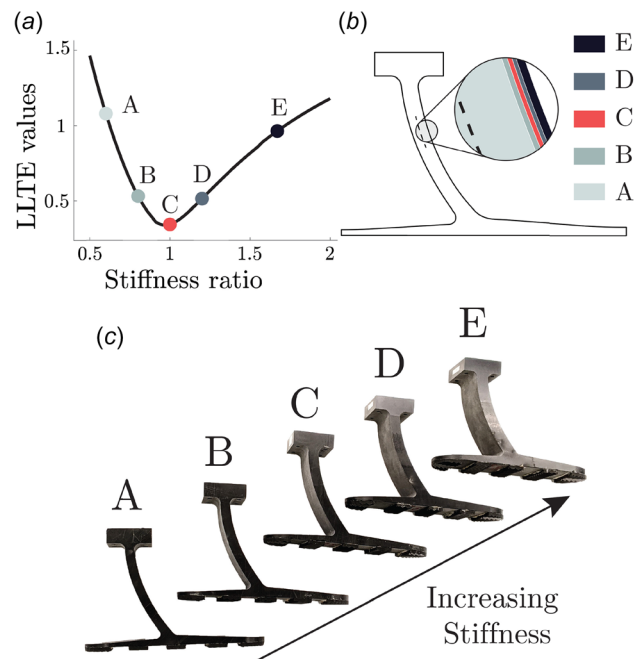 (a)
LLTE values
1.5
1
0.5
0.5
1
1.5
2
Stiffness ratio
A
B
C
D
E
(b)
E
D
C
B
A
(c)
A
B
C
D
E
Increasing
Stiffness